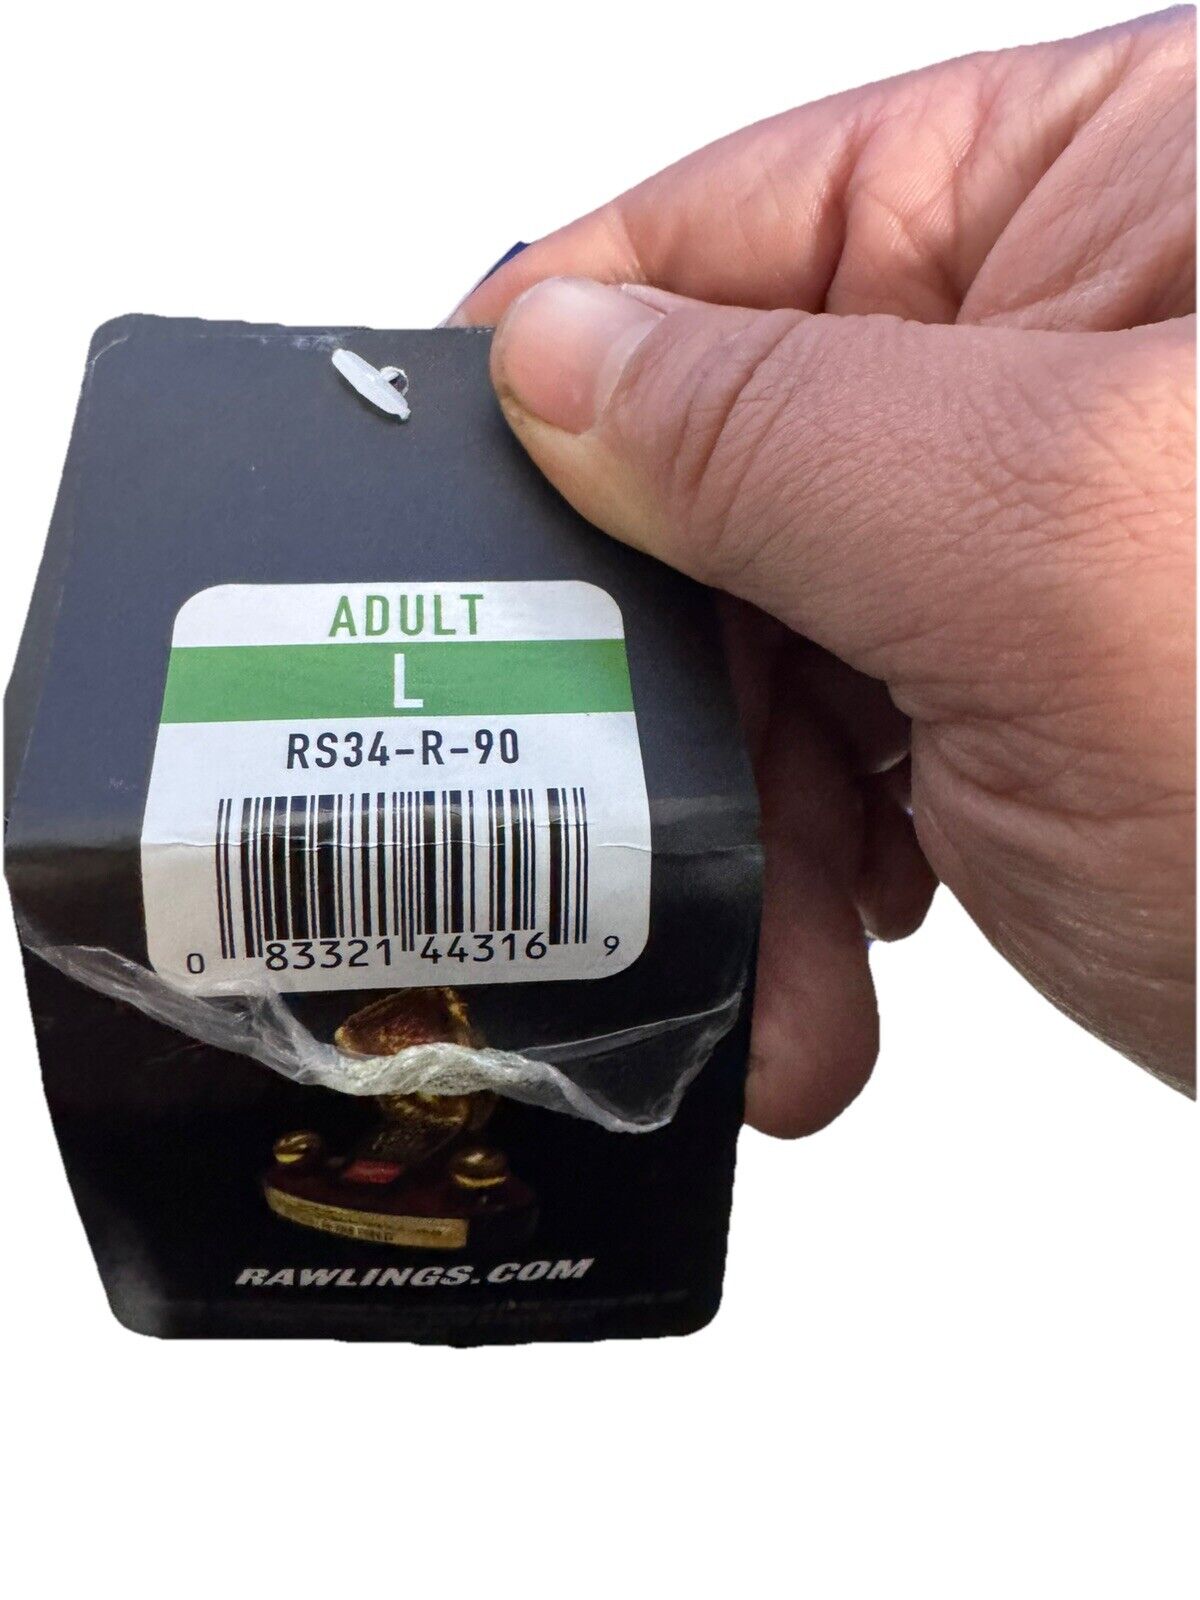 ADULT
L
RS34-R-90
0 83321 44316 9
RAWLINGS.COM